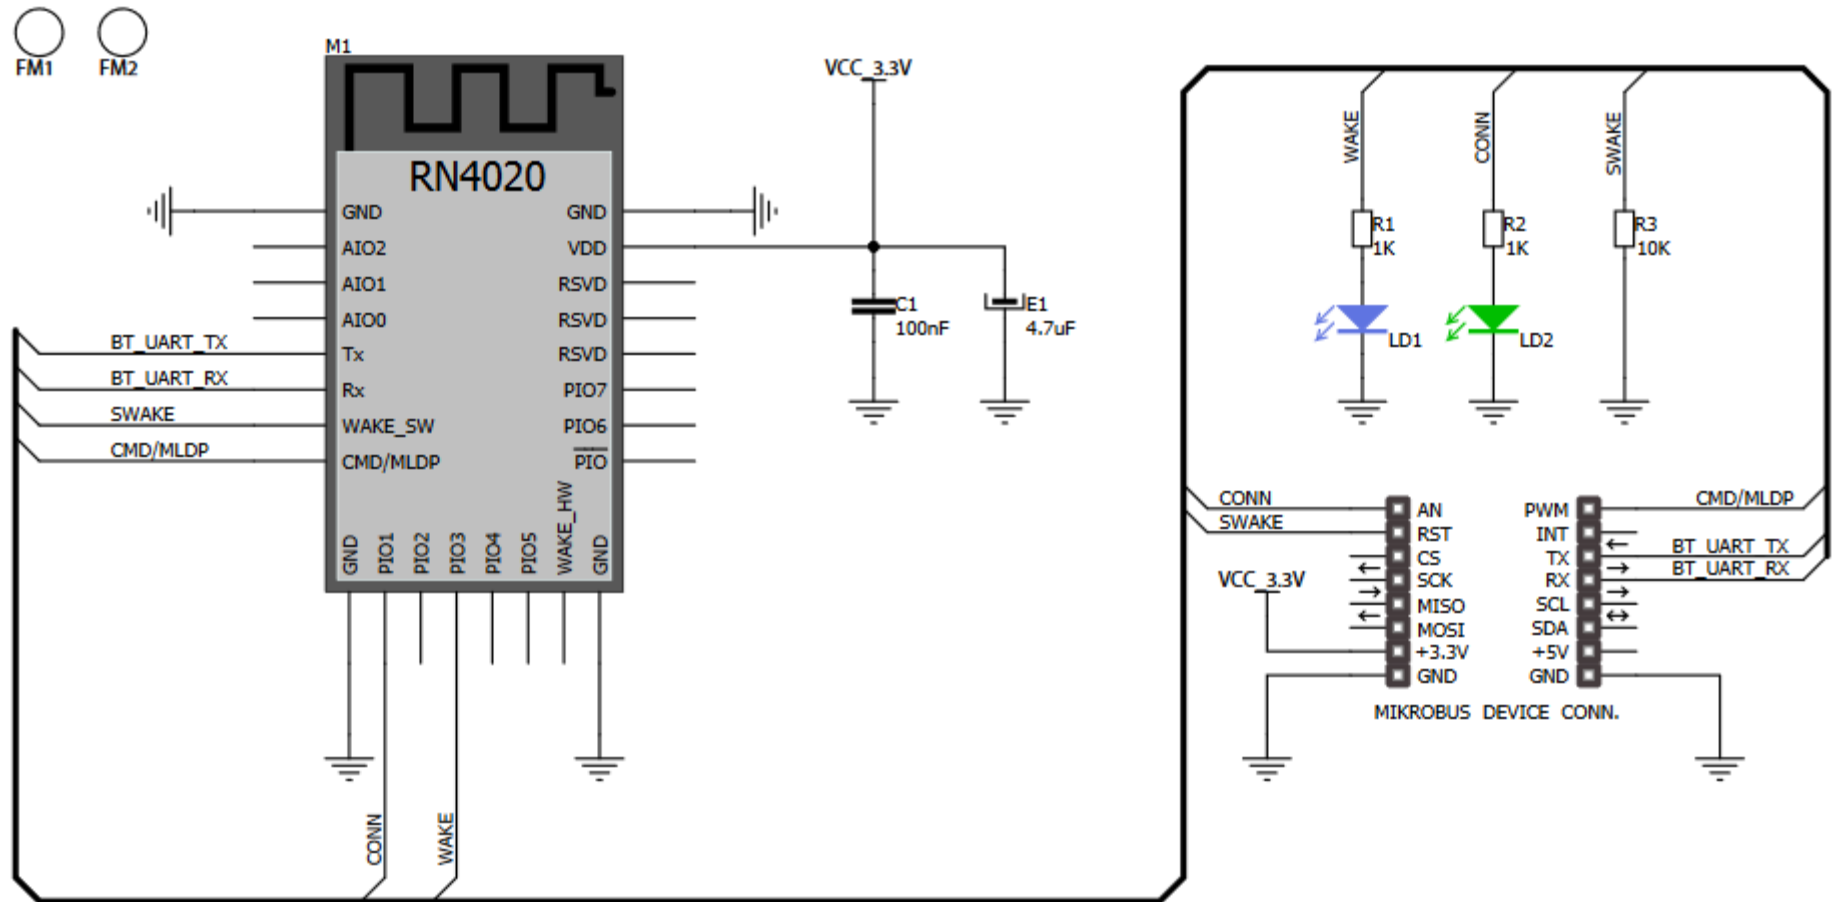 FM1
FM2
M1
RN4020
GND
AIO2
AIO1
AIO0
Tx
Rx
WAKE_SW
CMD/MLDP
GND
VDD
RSVD
RSVD
RSVD
PIO7
PIO6
PIO
GND
PIO1
PIO2
PIO3
PIO4
PIO5
WAKE_HW
GND
BT_UART_TX
BT_UART_RX
SWAKE
CMD/MLDP
CONN
WAKE
VCC_3.3V
C1
100nF
E1
4.7uF
WAKE
CONN
SWAKE
R1
1K
R2
1K
R3
10K
LD1
LD2
CONN
SWAKE
VCC_3.3V
AN
RST
CS
SCK
MISO
MOSI
+3.3V
GND
PWM
INT
TX
RX
SCL
SDA
+5V
GND
CMD/MLDP
BT_UART_TX
BT_UART_RX
MIKROBUS DEVICE CONN.